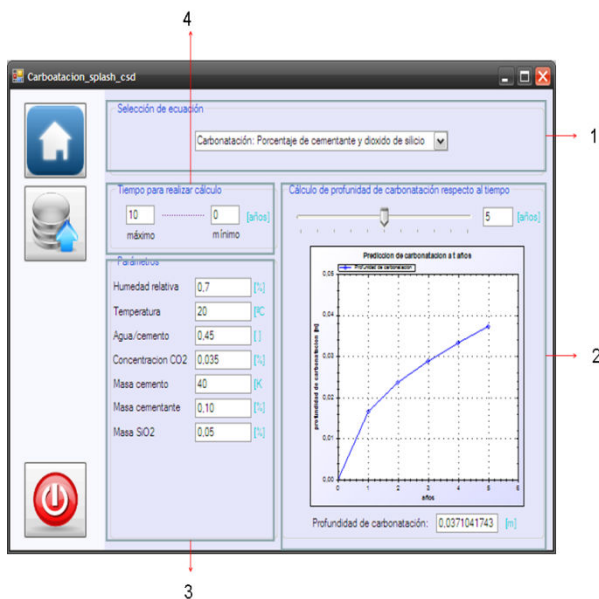 4
Carboatacion_splash_csd
Selección de ecuación
Carbonatación: Porcentaje de cementante y dioxido de silicio
1
Tiempo para realizar cálculo
10 0 [años]
máximo mínimo
Cálculo de profundidad de carbonatación respecto al tiempo
5 [años]
Parámetros
Humedad relativa 0,7 [%]
Temperatura 20 [ºC
Agua/cemento 0,45 [ ]
Concentracion CO2 0,035 [%]
Masa cemento 40 [K
Masa cementante 0,10 [%]
Masa SiO2 0,05 [%]
Prediccion de carbonatacion a t años
Profundidad de carbonatacion
profundidad de carbonatacion [m]
0,05
0,04
0,03
0,02
0,01
0,00
0 1 2 3 4 5 6
años
2
Profundidad de carbonatación: 0,0371041743 [m]
3